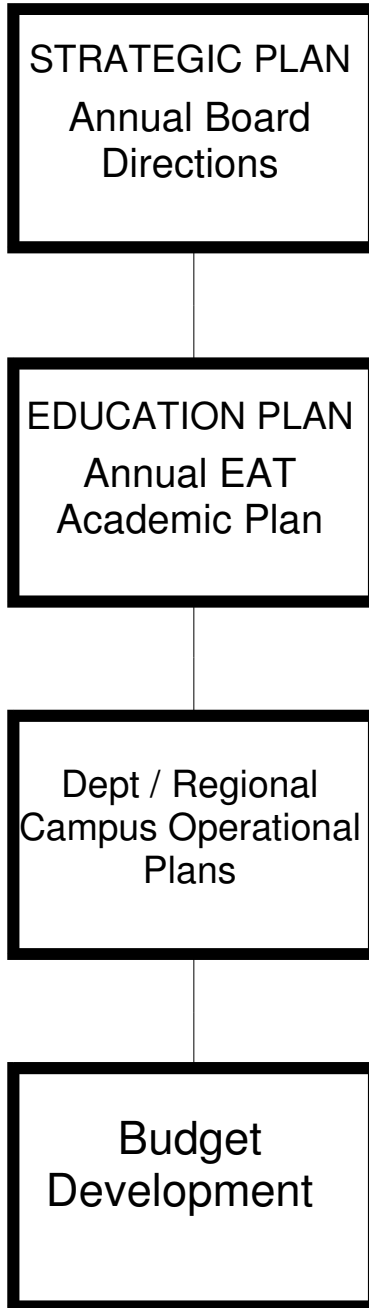 STRATEGIC PLAN
Annual Board
Directions
EDUCATION PLAN
Annual EAT
Academic Plan
Dept / Regional
Campus Operational
Plans
Budget
Development